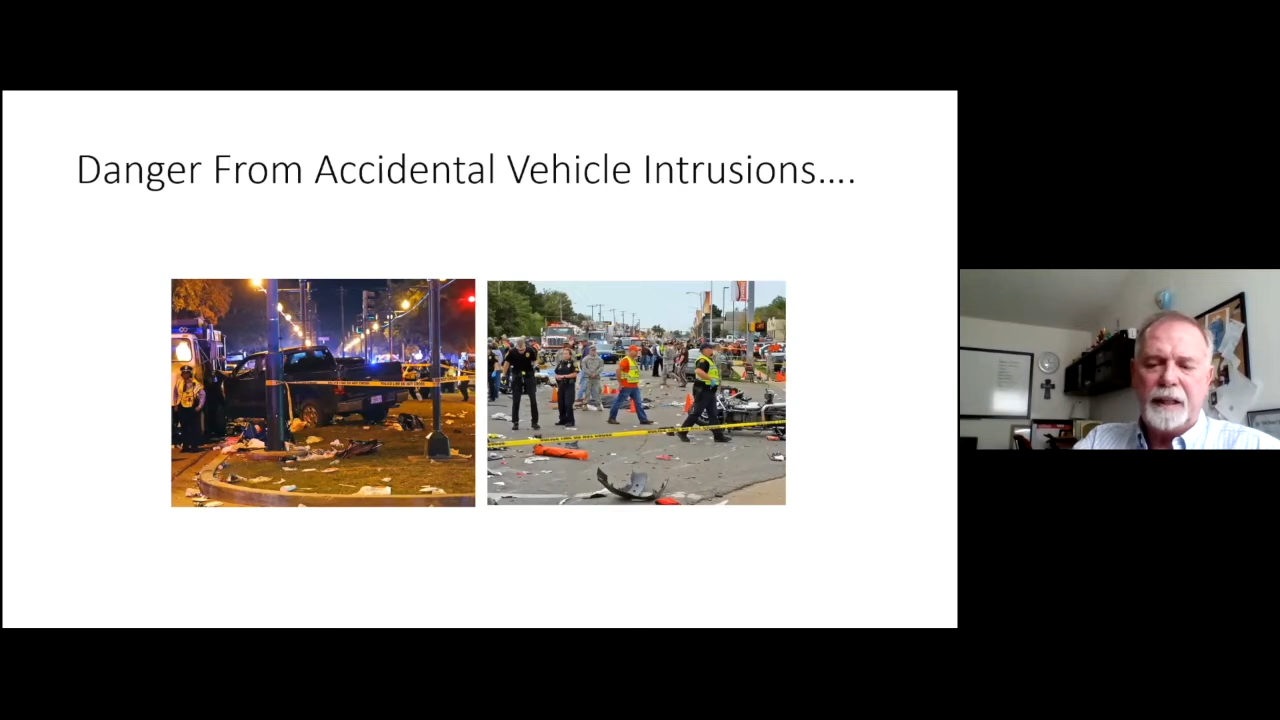 Danger From Accidental Vehicle Intrusions....